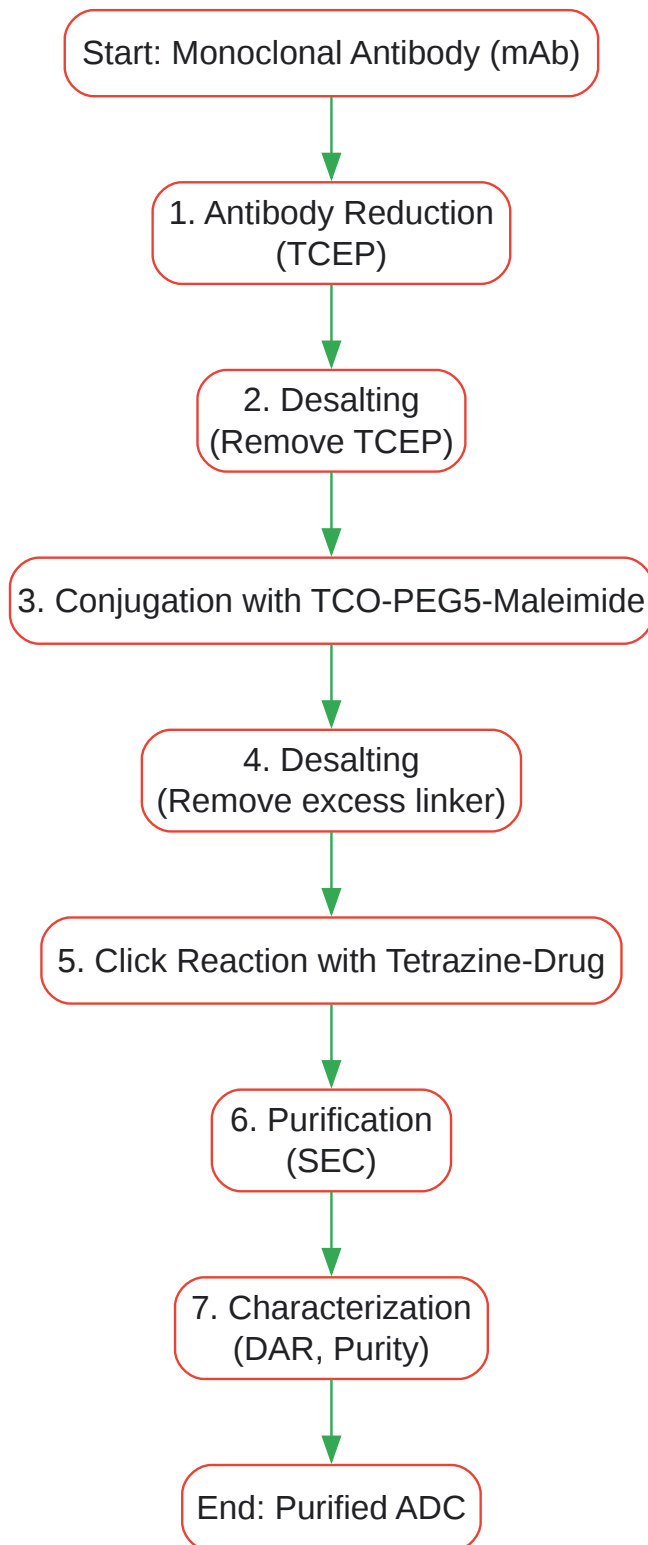 Start: Monoclonal Antibody (mAb)
1. Antibody Reduction
(TCEP)
2. Desalting
(Remove TCEP)
3. Conjugation with TCO-PEG5-Maleimide
4. Desalting
(Remove excess linker)
5. Click Reaction with Tetrazine-Drug
6. Purification
(SEC)
7. Characterization
(DAR, Purity)
End: Purified ADC